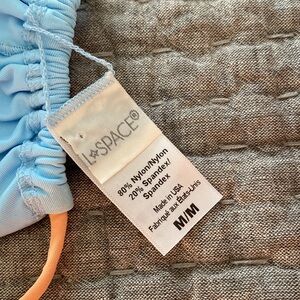 L★SPACE®
80% Nylon/Nylon
20% Spandex/
Spandex
Made in USA
Fabriqué aux États-Unis
M/M